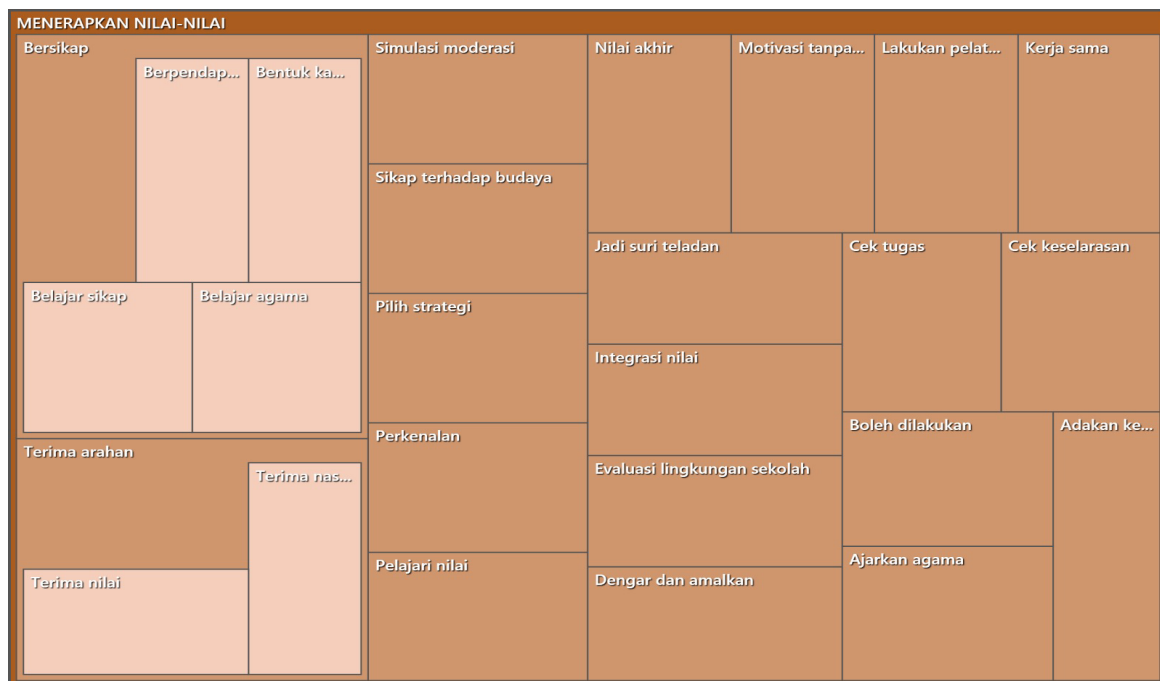 MENERAPKAN NILAI-NILAI
Bersikap
Berpendap...
Bentuk ka...
Belajar sikap
Belajar agama
Terima arahan
Terima nas...
Terima nilai
Simulasi moderasi
Sikap terhadap budaya
Pilih strategi
Perkenalan
Pelajari nilai
Nilai akhir
Motivasi tanpa...
Lakukan pelat...
Kerja sama
Jadi suri teladan
Integrasi nilai
Evaluasi lingkungan sekolah
Dengar dan amalkan
Cek tugas
Cek keselarasan
Boleh dilakukan
Ajarkan agama
Adakan ke...